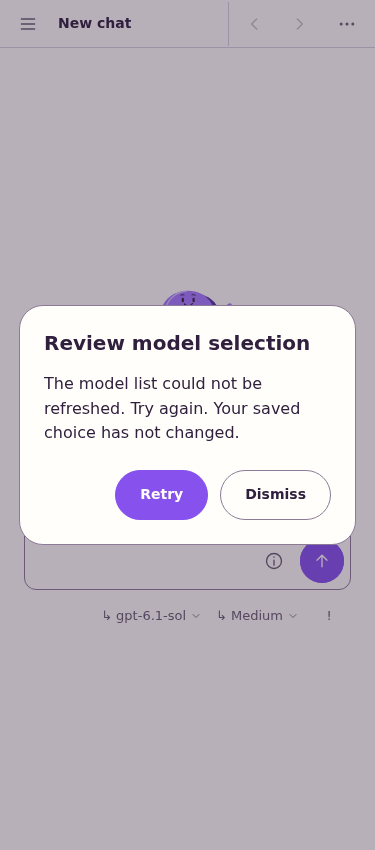 New chat
Review model selection
The model list could not be
refreshed. Try again. Your saved
choice has not changed.
Retry
Dismiss
↳ gpt-6.1-sol
↳ Medium
!